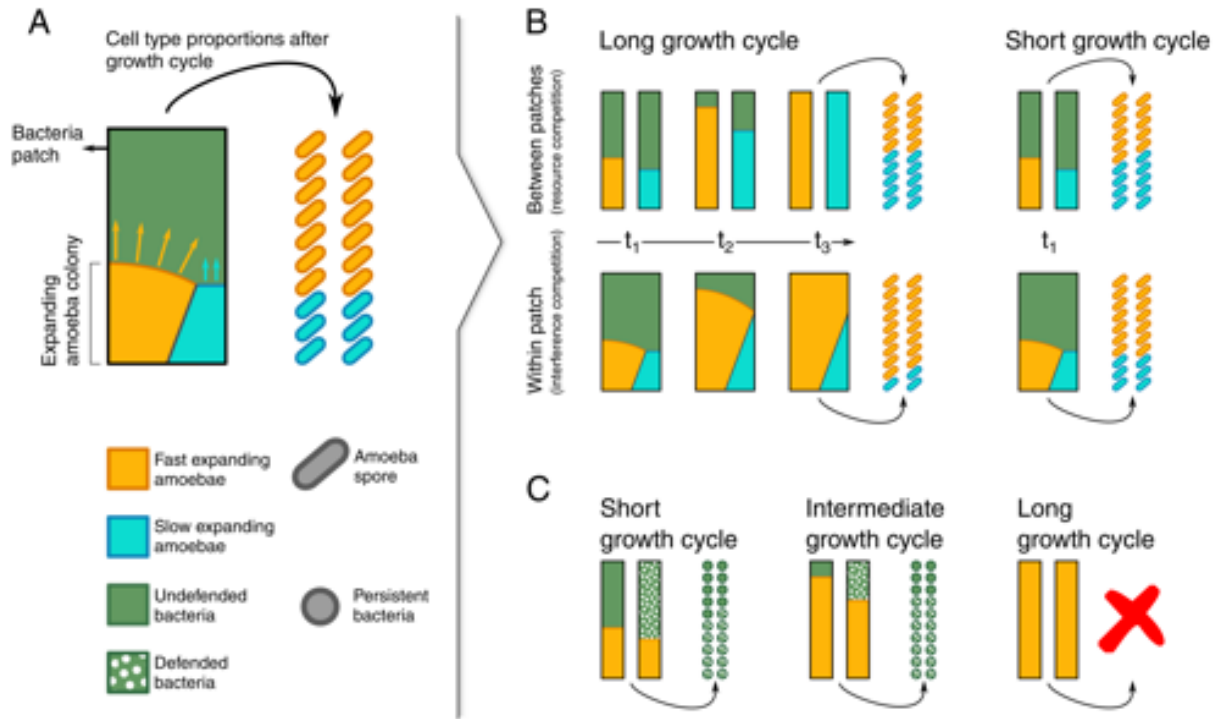 A
Cell type proportions after
growth cycle
Bacteria
patch
Expanding
amoeba colony
Fast expanding
amoebae
Amoeba
spore
Slow expanding
amoebae
Undefended
bacteria
Persistent
bacteria
Defended
bacteria
B
Long growth cycle
Short growth cycle
Between patches
(resource competition)
t1
t2
t3
t1
Within patch
(interference competition)
C
Short
growth cycle
Intermediate
growth cycle
Long
growth cycle